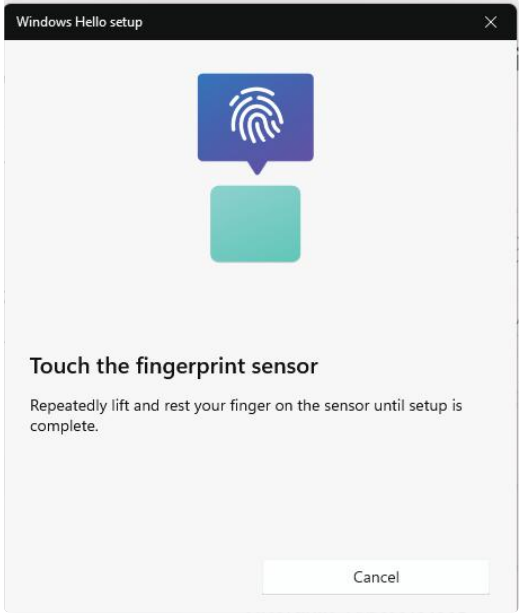 Windows Hello setup
Touch the fingerprint sensor
Repeatedly lift and rest your finger on the sensor until setup is
complete.
Cancel